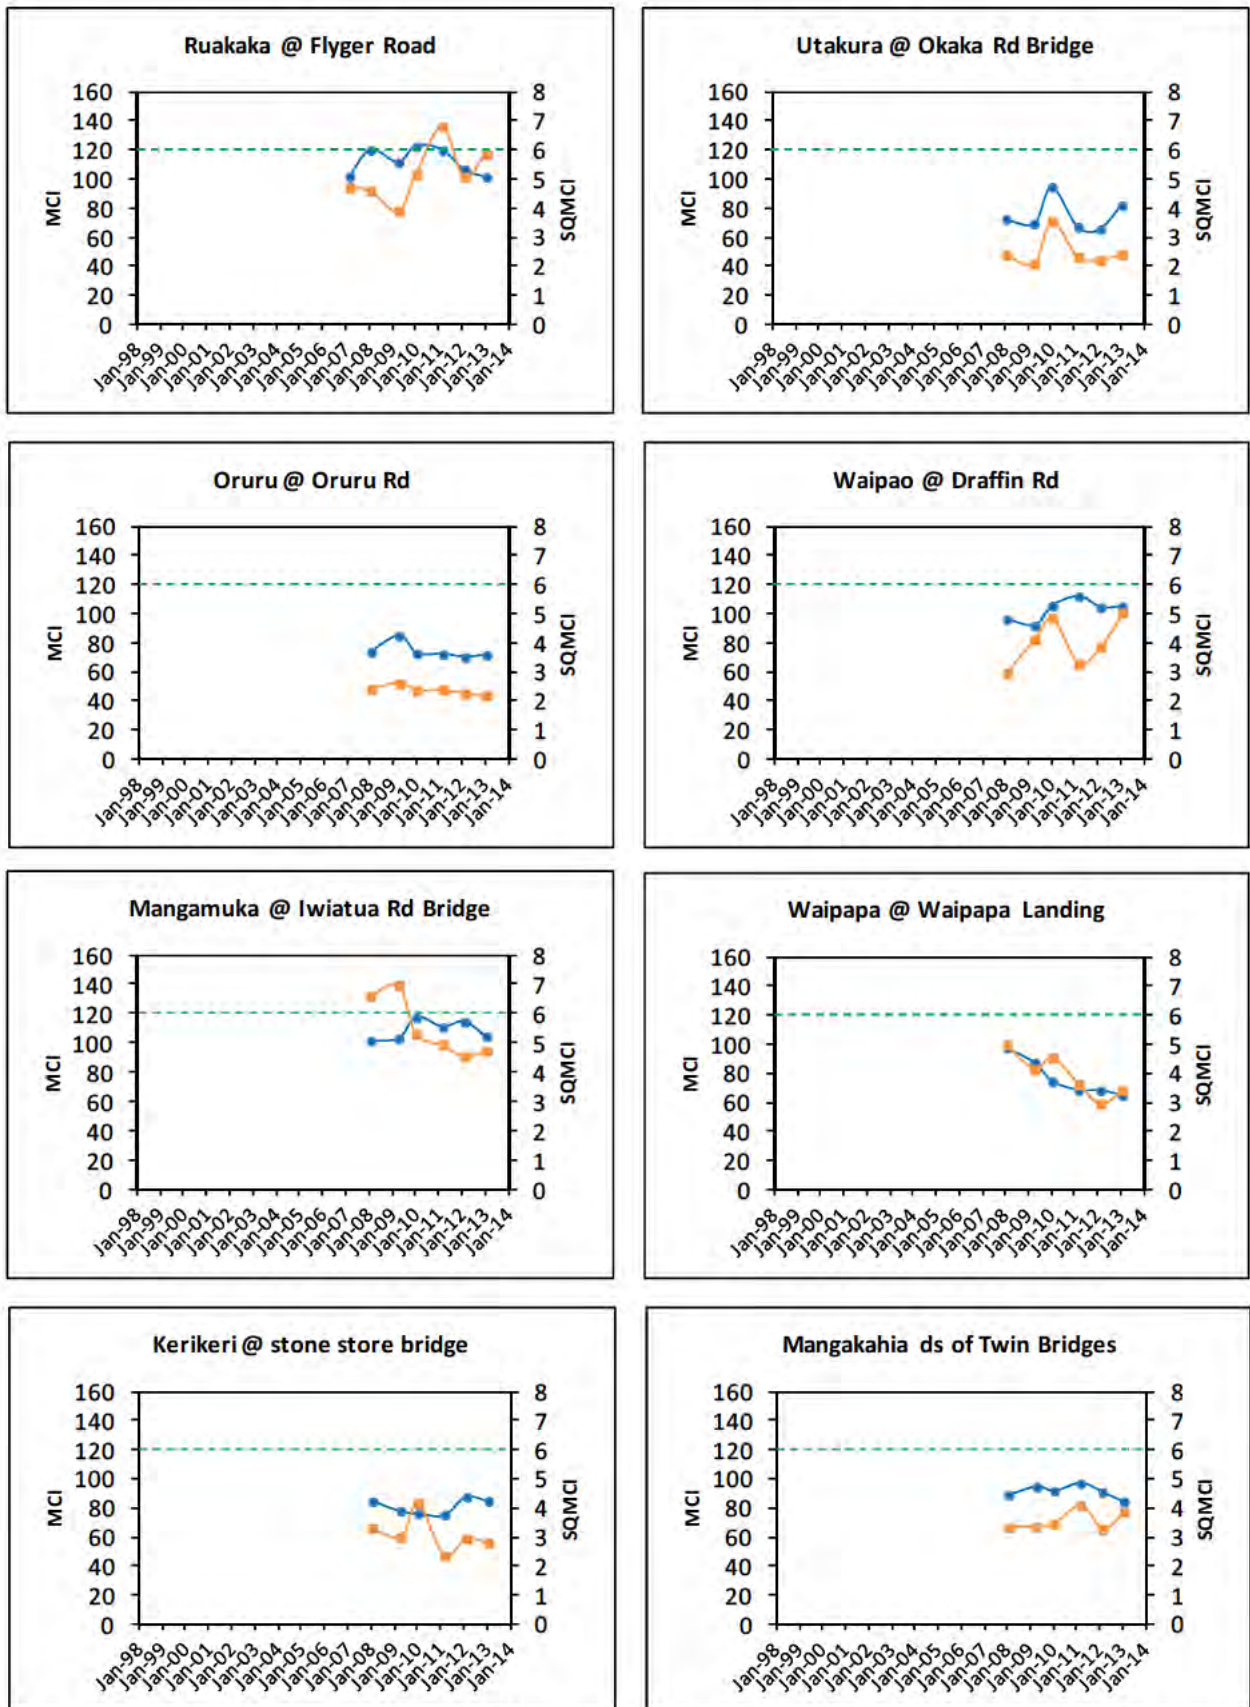 Ruakaka @ Flyger Road
160
140
120
100
80
60
40
20
0
MCI
8
7
6
5
4
3
2
1
0
SQMCI
Jan-98
Jan-99
Jan-00
Jan-01
Jan-02
Jan-03
Jan-04
Jan-05
Jan-06
Jan-07
Jan-08
Jan-09
Jan-10
Jan-11
Jan-12
Jan-13
Jan-14
Utakura @ Okaka Rd Bridge
160
140
120
100
80
60
40
20
0
MCI
8
7
6
5
4
3
2
1
0
SQMCI
Jan-98
Jan-99
Jan-00
Jan-01
Jan-02
Jan-03
Jan-04
Jan-05
Jan-06
Jan-07
Jan-08
Jan-09
Jan-10
Jan-11
Jan-12
Jan-13
Jan-14
Oruru @ Oruru Rd
160
140
120
100
80
60
40
20
0
MCI
8
7
6
5
4
3
2
1
0
SQMCI
Jan-98
Jan-99
Jan-00
Jan-01
Jan-02
Jan-03
Jan-04
Jan-05
Jan-06
Jan-07
Jan-08
Jan-09
Jan-10
Jan-11
Jan-12
Jan-13
Jan-14
Waipao @ Draffin Rd
160
140
120
100
80
60
40
20
0
MCI
8
7
6
5
4
3
2
1
0
SQMCI
Jan-98
Jan-99
Jan-00
Jan-01
Jan-02
Jan-03
Jan-04
Jan-05
Jan-06
Jan-07
Jan-08
Jan-09
Jan-10
Jan-11
Jan-12
Jan-13
Jan-14
Mangamuka @ Iwiatua Rd Bridge
160
140
120
100
80
60
40
20
0
MCI
8
7
6
5
4
3
2
1
0
SQMCI
Jan-98
Jan-99
Jan-00
Jan-01
Jan-02
Jan-03
Jan-04
Jan-05
Jan-06
Jan-07
Jan-08
Jan-09
Jan-10
Jan-11
Jan-12
Jan-13
Jan-14
Waipapa @ Waipapa Landing
160
140
120
100
80
60
40
20
0
MCI
8
7
6
5
4
3
2
1
0
SQMCI
Jan-98
Jan-99
Jan-00
Jan-01
Jan-02
Jan-03
Jan-04
Jan-05
Jan-06
Jan-07
Jan-08
Jan-09
Jan-10
Jan-11
Jan-12
Jan-13
Jan-14
Kerikeri @ stone store bridge
160
140
120
100
80
60
40
20
0
MCI
8
7
6
5
4
3
2
1
0
SQMCI
Jan-98
Jan-99
Jan-00
Jan-01
Jan-02
Jan-03
Jan-04
Jan-05
Jan-06
Jan-07
Jan-08
Jan-09
Jan-10
Jan-11
Jan-12
Jan-13
Jan-14
Mangakahia ds of Twin Bridges
160
140
120
100
80
60
40
20
0
MCI
8
7
6
5
4
3
2
1
0
SQMCI
Jan-98
Jan-99
Jan-00
Jan-01
Jan-02
Jan-03
Jan-04
Jan-05
Jan-06
Jan-07
Jan-08
Jan-09
Jan-10
Jan-11
Jan-12
Jan-13
Jan-14